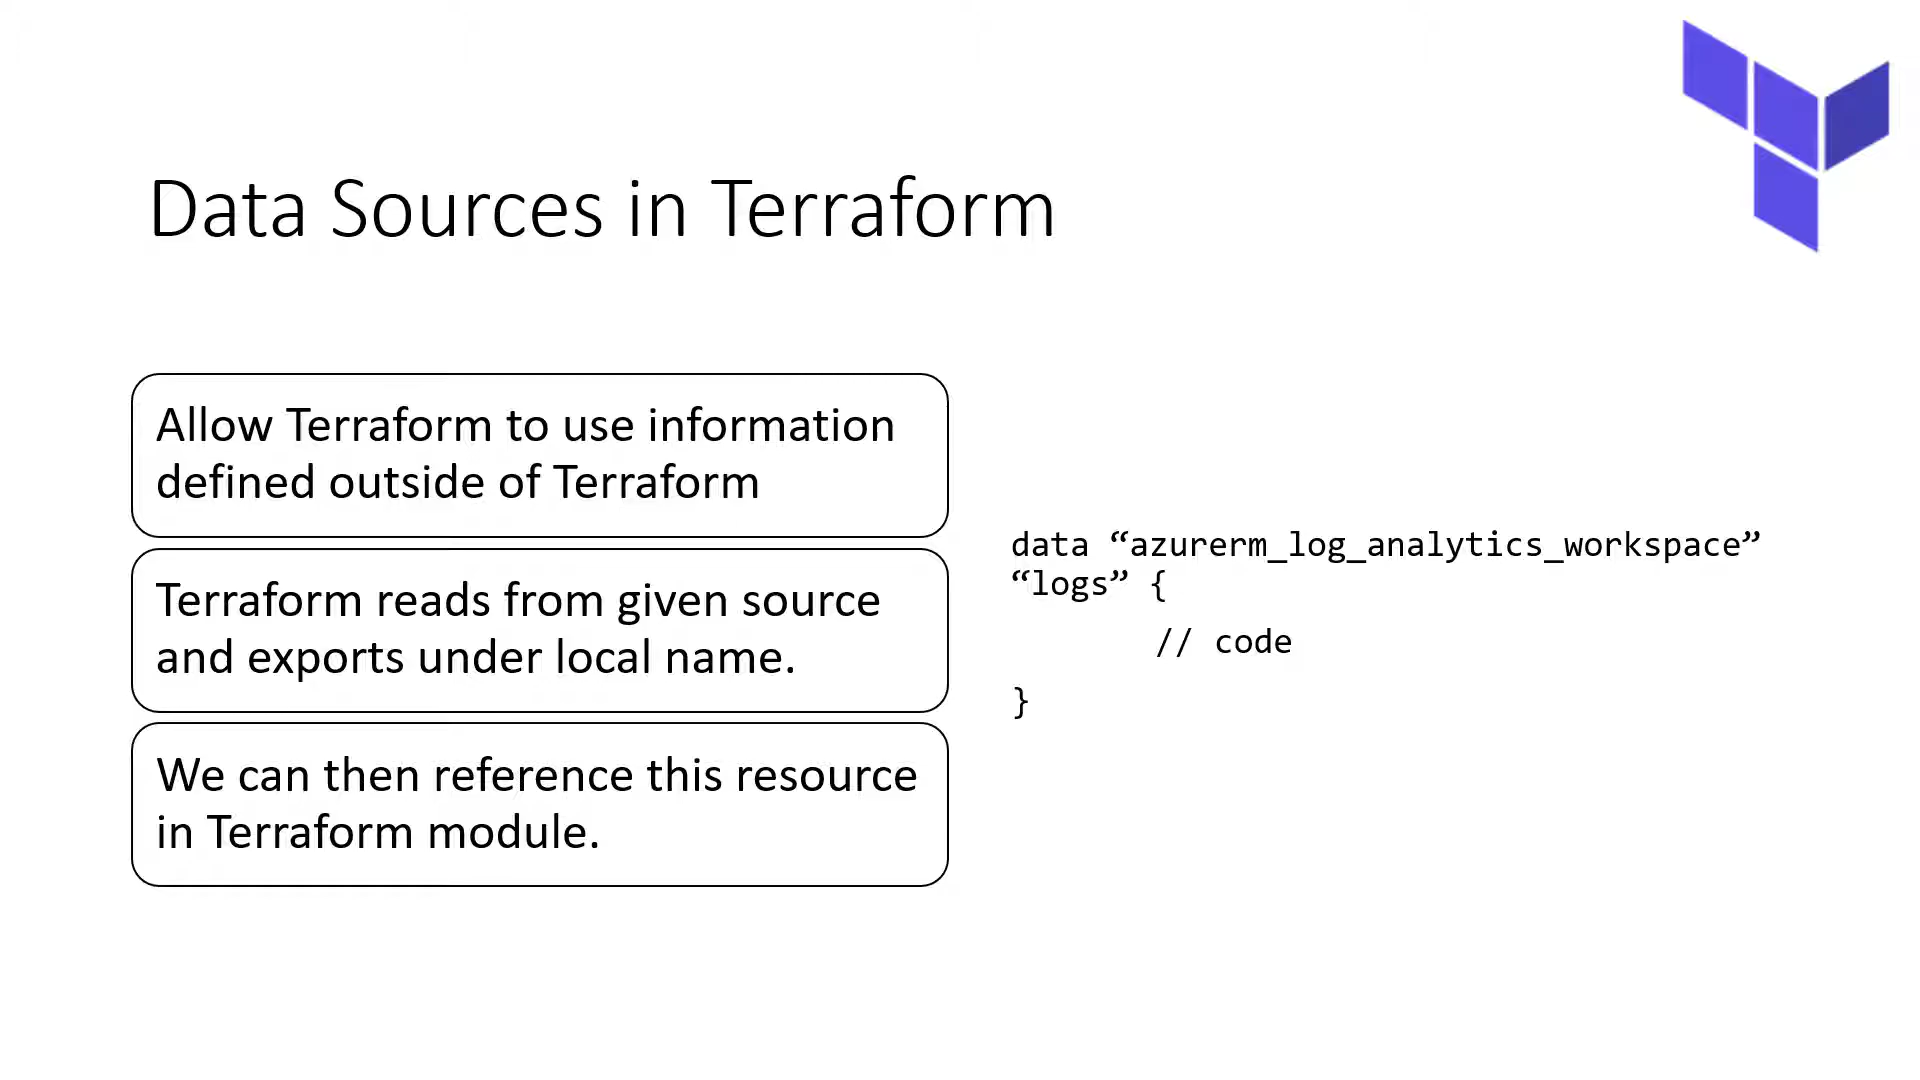 Data Sources in Terraform
Allow Terraform to use information
defined outside of Terraform
Terraform reads from given source
and exports under local name.
We can then reference this resource
in Terraform module.
data “azurerm_log_analytics_workspace”
“logs” {
// code
}